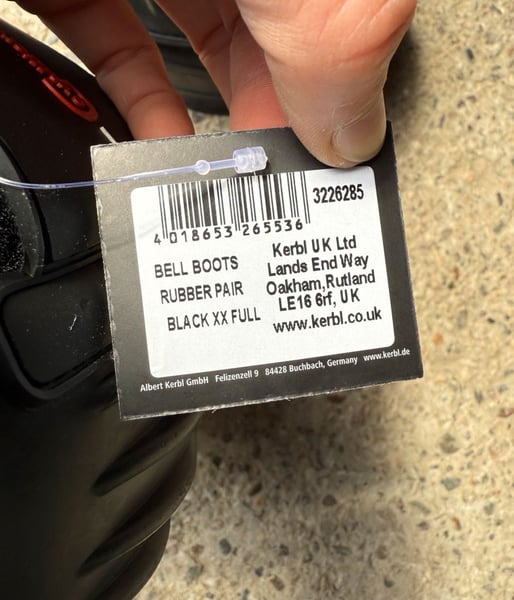 3226285
4 018653 265536
BELL BOOTS
RUBBER PAIR
BLACK XX FULL
Kerbl UK Ltd
Lands End Way
Oakham,Rutland
LE16 6rf, UK
www.kerbl.co.uk
Albert Kerbl GmbH Felizenzell 9 84428 Buchbach, Germany www.kerbl.de